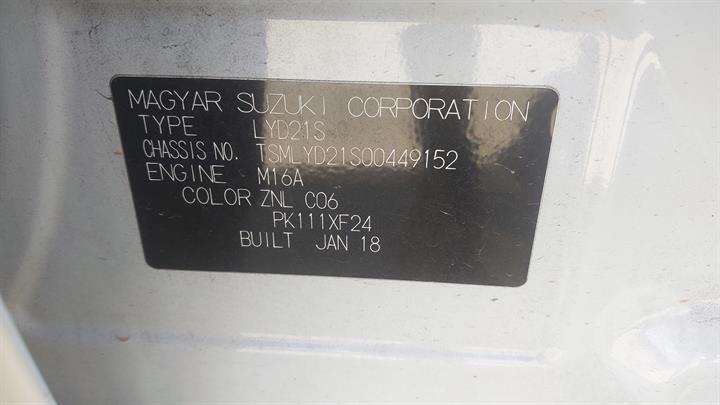 MAGYAR SUZUKI CORPORATION
TYPE LYD21S
CHASSIS NO. TSMLYD21S00449152
ENGINE M16A
COLOR ZNL C06
PK111XF24
BUILT JAN 18